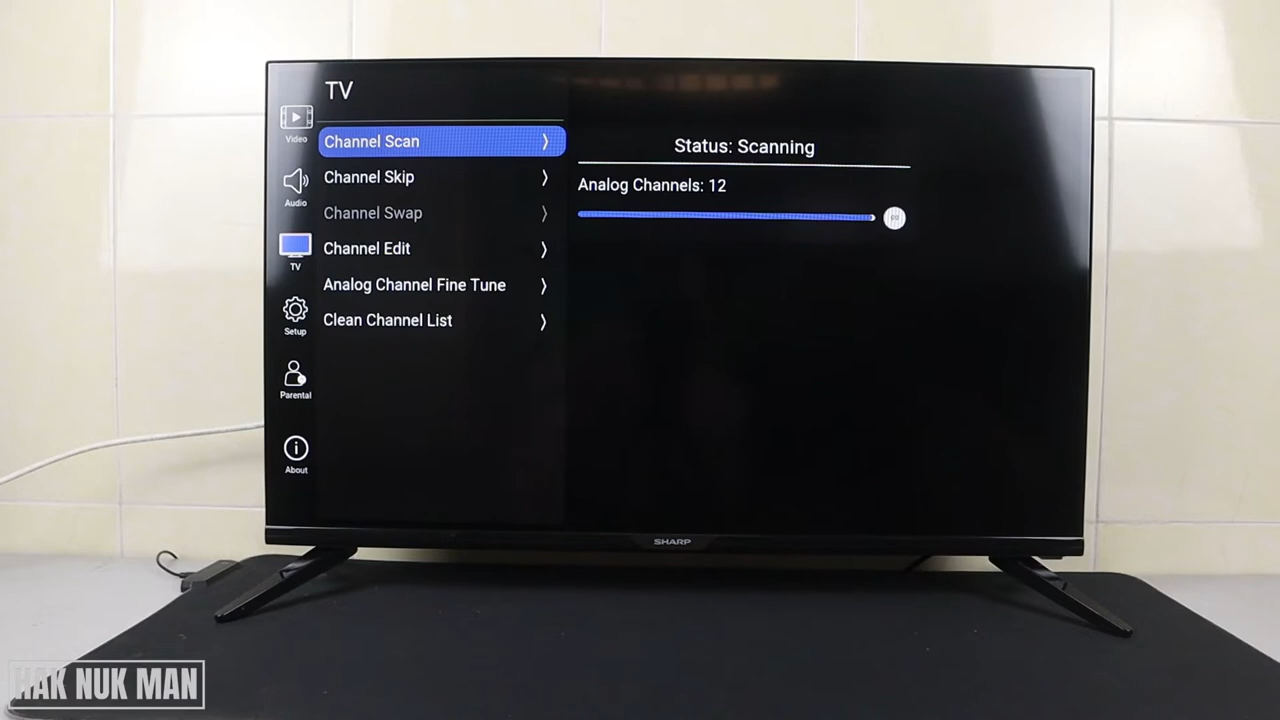 TV
Video
Audio
TV
Setup
Parental
About
Channel Scan
Channel Skip
Channel Swap
Channel Edit
Analog Channel Fine Tune
Clean Channel List
Status: Scanning
Analog Channels: 12
SHARP
HAK NUK MAN